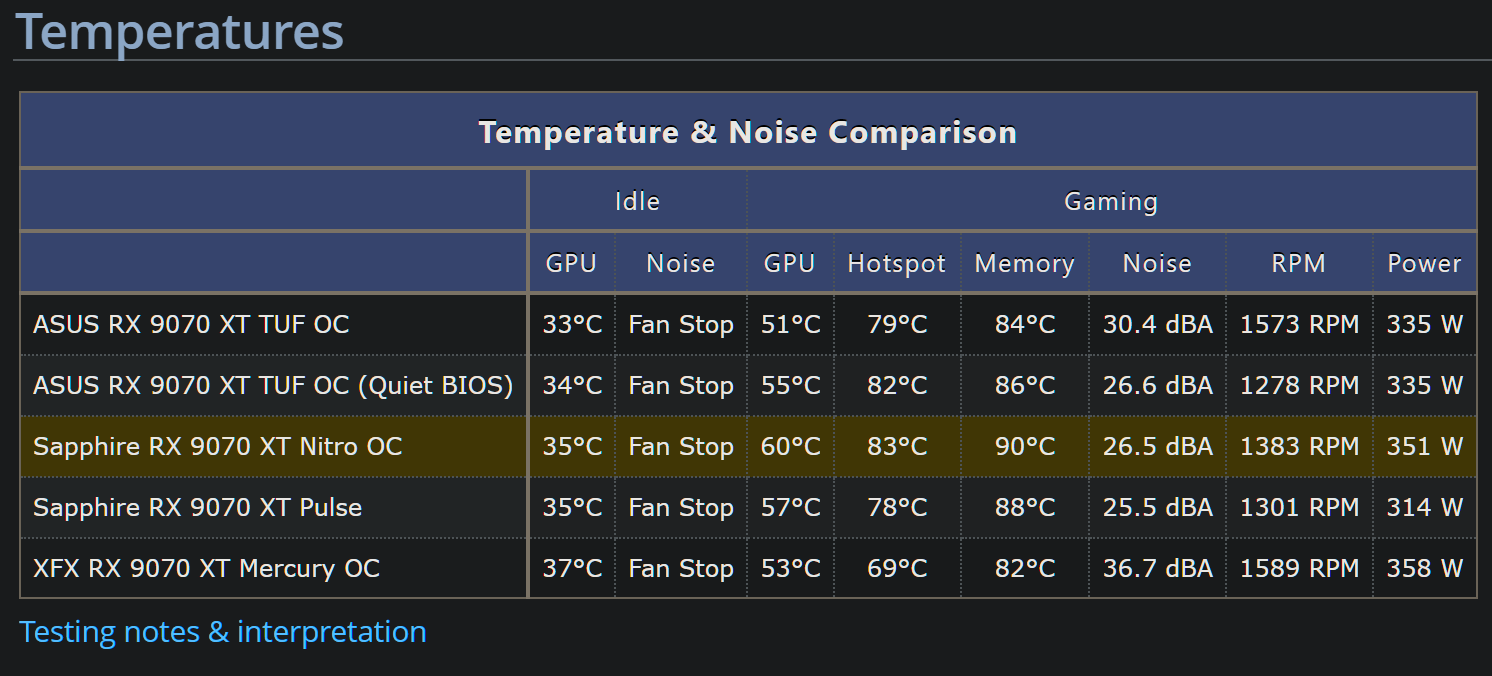 Temperatures
Temperature & Noise Comparison
Idle Gaming
GPU Noise GPU Hotspot Memory Noise RPM Power
ASUS RX 9070 XT TUF OC 33°C Fan Stop 51°C 79°C 84°C 30.4 dBA 1573 RPM 335 W
ASUS RX 9070 XT TUF OC (Quiet BIOS) 34°C Fan Stop 55°C 82°C 86°C 26.6 dBA 1278 RPM 335 W
Sapphire RX 9070 XT Nitro OC 35°C Fan Stop 60°C 83°C 90°C 26.5 dBA 1383 RPM 351 W
Sapphire RX 9070 XT Pulse 35°C Fan Stop 57°C 78°C 88°C 25.5 dBA 1301 RPM 314 W
XFX RX 9070 XT Mercury OC 37°C Fan Stop 53°C 69°C 82°C 36.7 dBA 1589 RPM 358 W
Testing notes & interpretation